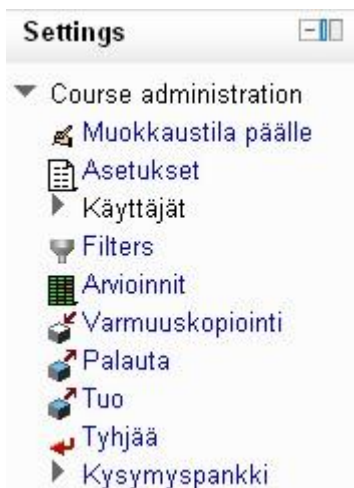 Settings
Course administration
Muokkaustila päälle
Asetukset
Käyttäjät
Filters
Arvioinnit
Varmuuskopiointi
Palauta
Tuo
Tyhjää
Kysymyspankki